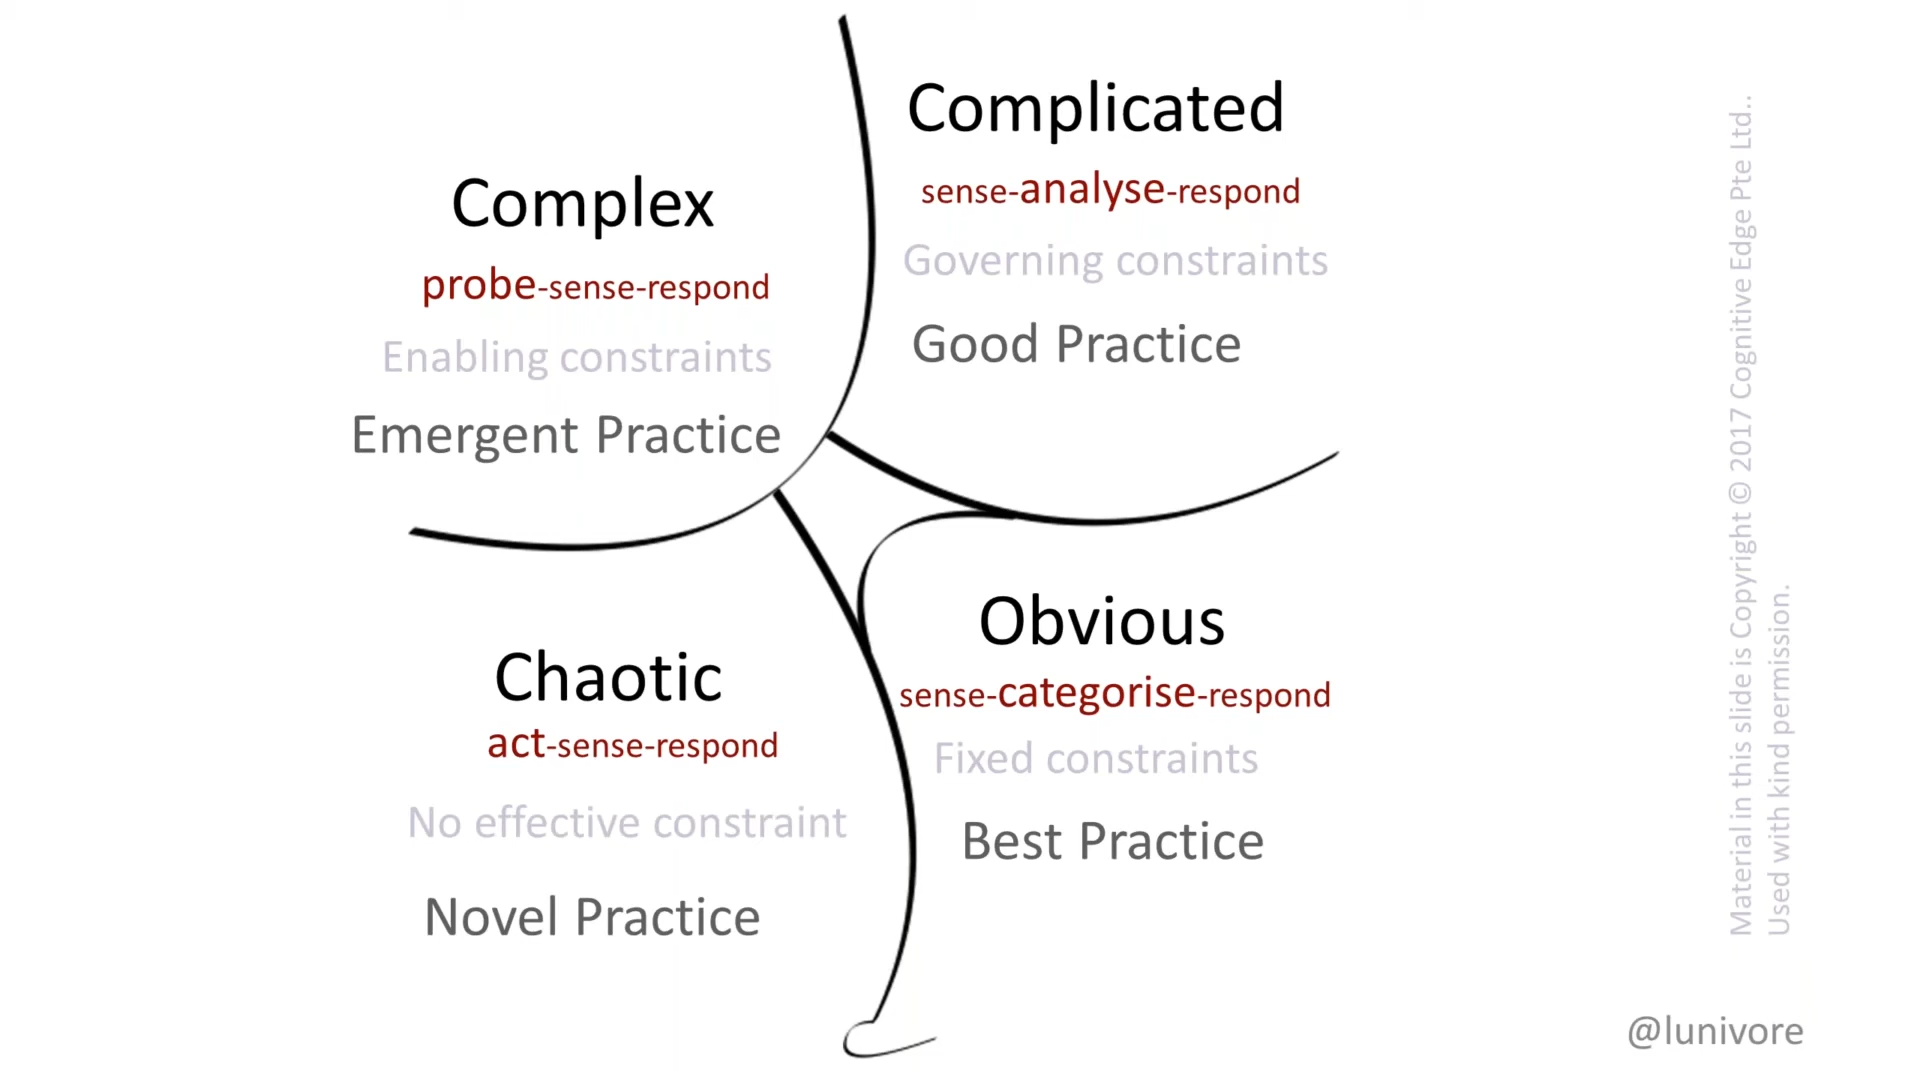 Complex
probe-sense-respond
Enabling constraints
Emergent Practice
Complicated
sense-analyse-respond
Governing constraints
Good Practice
Chaotic
act-sense-respond
No effective constraint
Novel Practice
Obvious
sense-categorise-respond
Fixed constraints
Best Practice
Material in this slide is Copyright © 2017 Cognitive Edge Pte Ltd..
Used with kind permission.
@lunivore